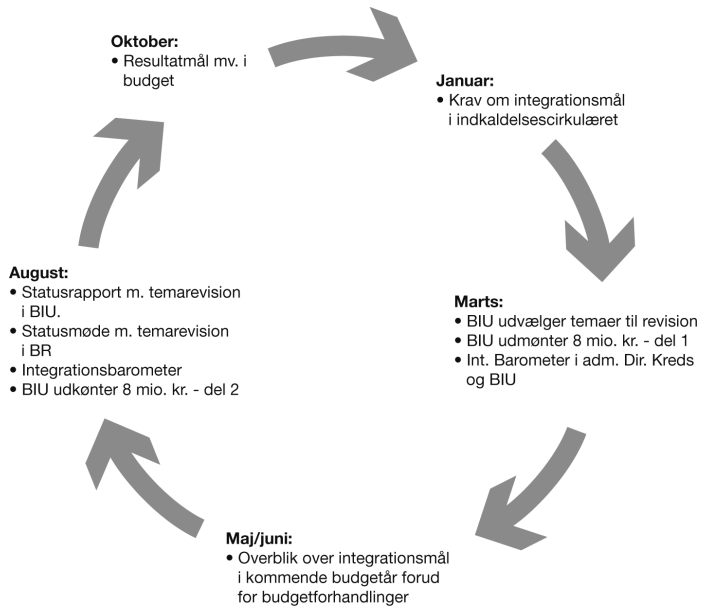 Oktober:
• Resultatmål mv. i
budget
Januar:
• Krav om integrationsmål
i indkaldelsescirkulæret
Marts:
• BIU udvælger temaer til revision
• BIU udmønter 8 mio. kr. - del 1
• Int. Barometer i adm. Dir. Kreds
og BIU
Maj/juni:
• Overblik over integrationsmål
i kommende budgetår forud
for budgetforhandlinger
August:
• Statusrapport m. temarevision
i BIU.
• Statusmøde m. temarevision
i BR
• Integrationsbarometer
• BIU udkønter 8 mio. kr. - del 2